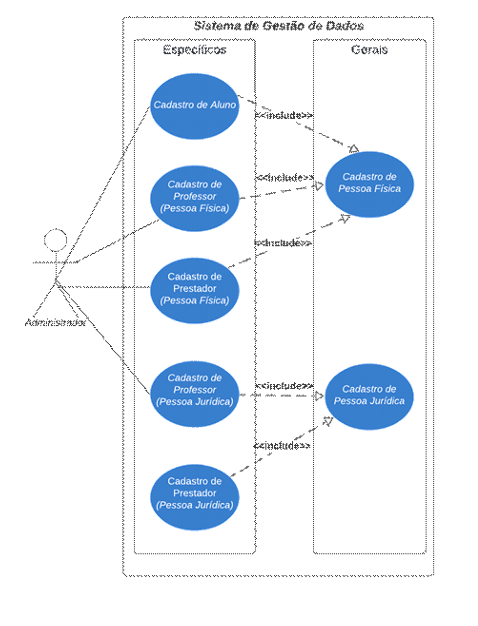 Sistema de Gestão de Dados
Específicos
Gerais
Cadastro de Aluno
<<include>>
Cadastro de
Professor
(Pessoa Física)
<<include>>
Cadastro de
Pessoa Física
<<include>>
Cadastro de
Prestador
(Pessoa Física)
Administrador
Cadastro de
Professor
(Pessoa Jurídica)
<<include>>
Cadastro de
Pessoa Jurídica
<<include>>
Cadastro de
Prestador
(Pessoa Jurídica)